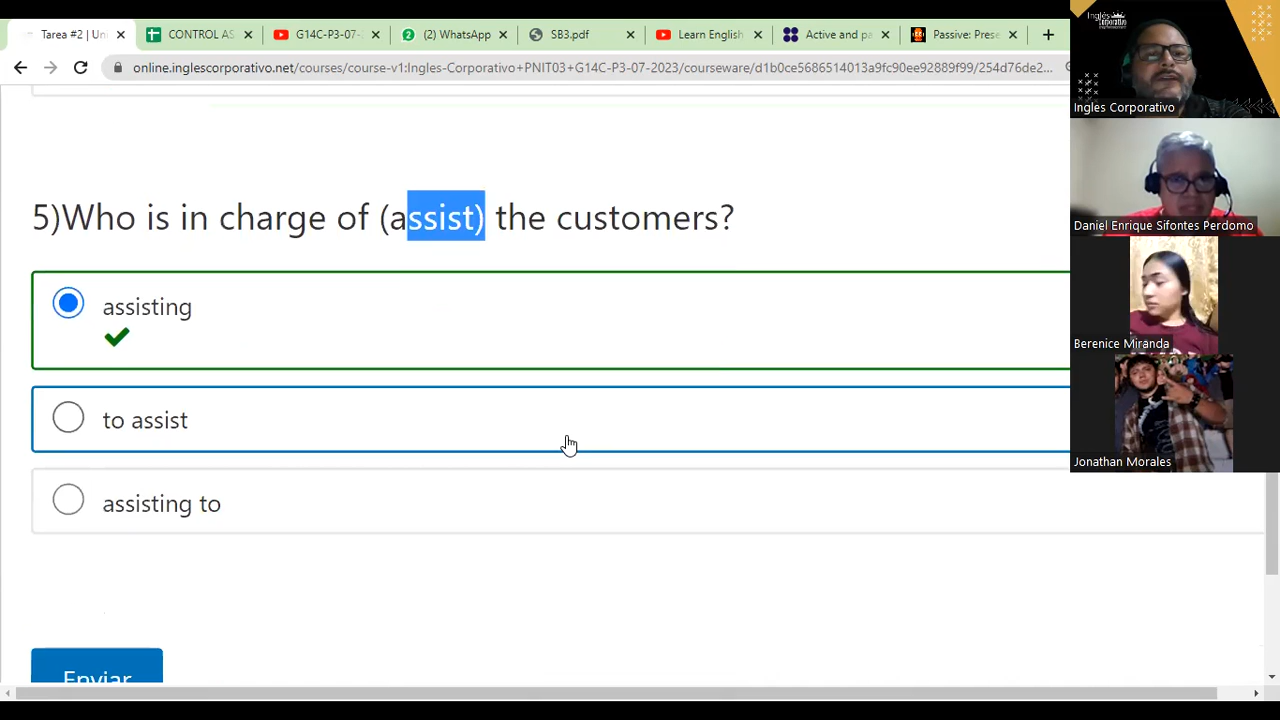 Tarea #2 | Un
CONTROL AS
G14C-P3-07-
(2) WhatsApp
SB3.pdf
Learn English
Active and pa
Passive: Prese
online.inglescorporativo.net/courses/course-v1:Ingles-Corporativo+PNIT03+G14C-P3-07-2023/courseware/d1b0ce5686514013a9fc90ee92889f99/254d76de2...
5)Who is in charge of (assist) the customers?
assisting
to assist
assisting to
Enviar
Inglés
Corporativo
Ingles Corporativo
Daniel Enrique Sifontes Perdomo
Berenice Miranda
Jonathan Morales